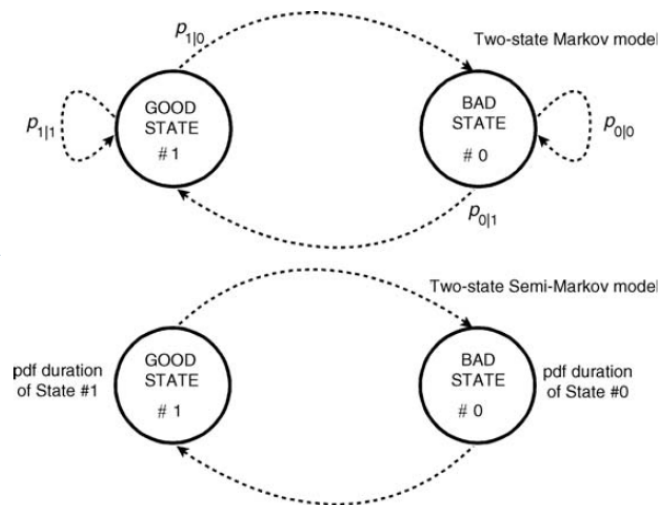 p1|0
Two-state Markov model
GOOD
STATE
# 1
BAD
STATE
# 0
p1|1
p0|0
p0|1
Two-state Semi-Markov model
pdf duration
of State #1
GOOD
STATE
# 1
BAD
STATE
# 0
pdf duration
of State #0